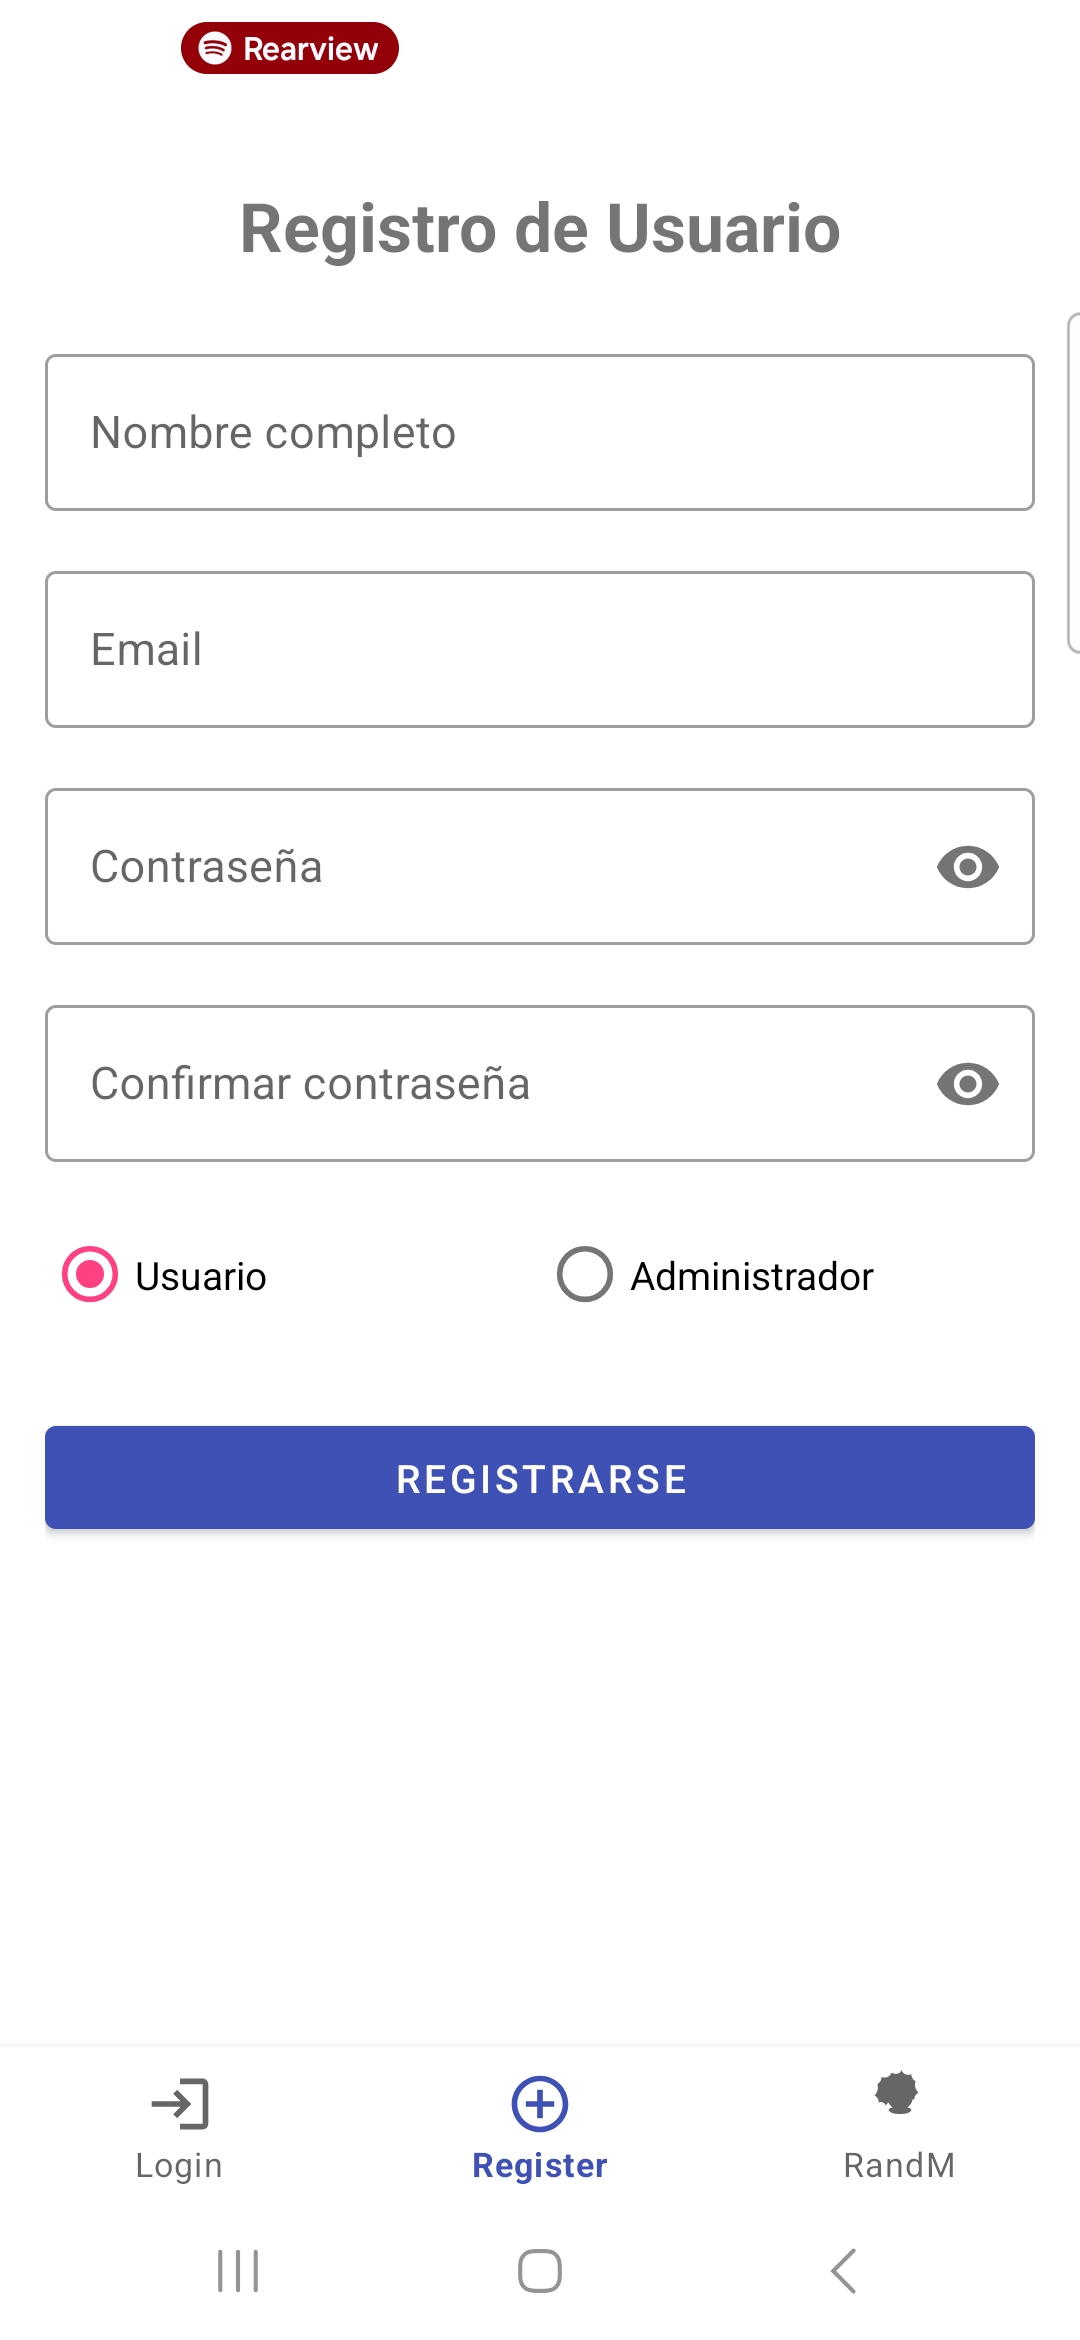 Rearview
Registro de Usuario
Nombre completo
Email
Contraseña
Confirmar contraseña
Usuario
Administrador
REGISTRARSE
Login
Register
RandM